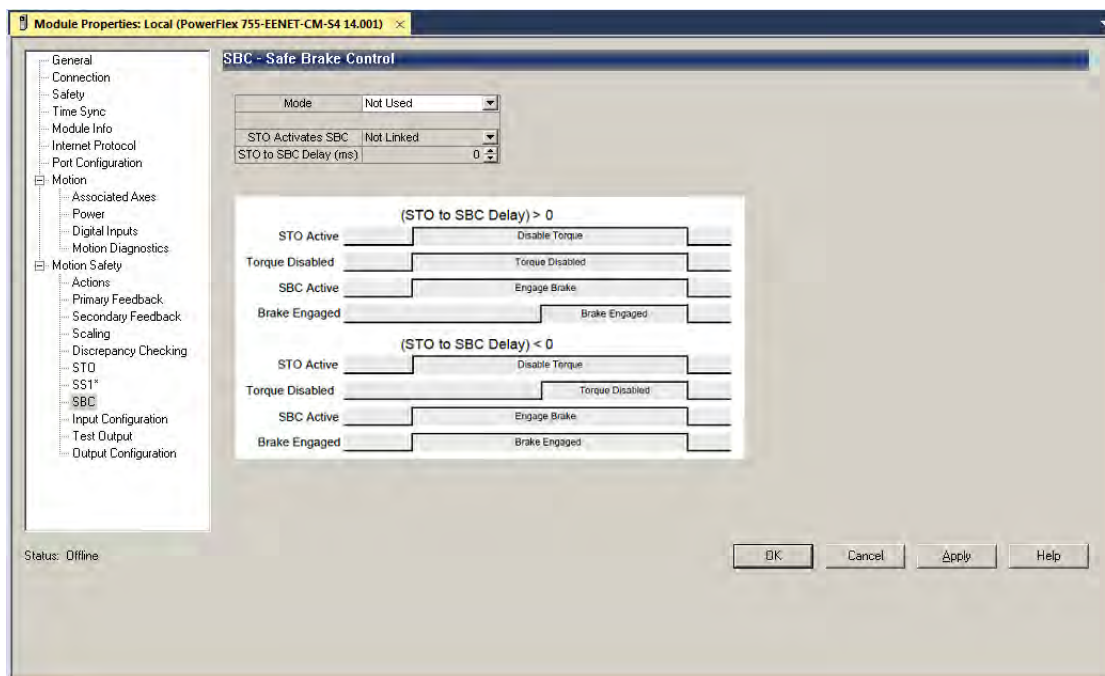 Module Properties: Local (PowerFlex 755-EENET-CM-S4 14.001) ×
General
Connection
Safety
Time Sync
Module Info
Internet Protocol
Port Configuration
Motion
Associated Axes
Power
Digital Inputs
Motion Diagnostics
Motion Safety
Actions
Primary Feedback
Secondary Feedback
Scaling
Discrepancy Checking
STO
SS1*
SBC
Input Configuration
Test Output
Output Configuration
SBC - Safe Brake Control
Mode Not Used
STO Activates SBC Not Linked
STO to SBC Delay (ms) 0
(STO to SBC Delay) > 0
STO Active Disable Torque
Torque Disabled Torque Disabled
SBC Active Engage Brake
Brake Engaged Brake Engaged
(STO to SBC Delay) < 0
STO Active Disable Torque
Torque Disabled Torque Disabled
SBC Active Engage Brake
Brake Engaged Brake Engaged
Status: Offline
OK Cancel Apply Help